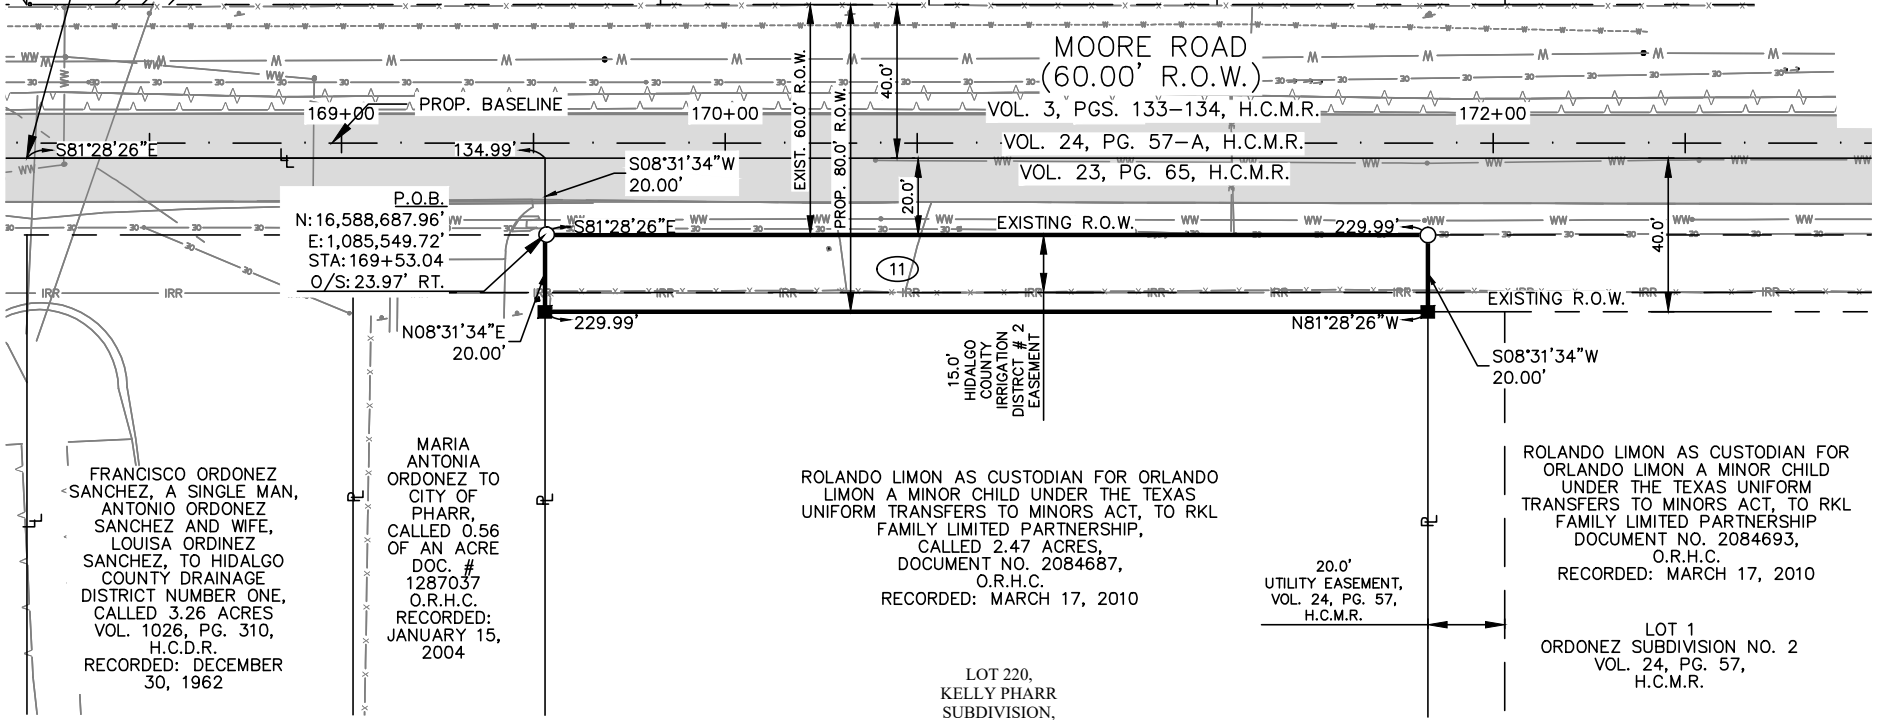 MOORE ROAD
(60.00' R.O.W.)
VOL. 3, PGS. 133-134, H.C.M.R.
VOL. 24, PG. 57-A, H.C.M.R.
VOL. 23, PG. 65, H.C.M.R.
169+00
PROP. BASELINE
170+00
172+00
EXIST. 60.0' R.O.W.
PROP. 80.0' R.O.W.
40.0'
20.0'
40.0'
S81°28'26"E
134.99'
S08°31'34"W
20.00'
P.O.B.
N:16,588,687.96'
E:1,085,549.72'
STA:169+53.04
O/S:23.97' RT.
S81°28'26"E
EXISTING R.O.W.
229.99'
11
EXISTING R.O.W.
N08°31'34"E
20.00'
229.99'
N81°28'26"W
S08°31'34"W
20.00'
15.0'
HIDALGO
COUNTY
IRRIGATION
DISTRCT # 2
EASEMENT
FRANCISCO ORDONEZ
SANCHEZ, A SINGLE MAN,
ANTONIO ORDONEZ
SANCHEZ AND WIFE,
LOUISA ORDINEZ
SANCHEZ, TO HIDALGO
COUNTY DRAINAGE
DISTRICT NUMBER ONE,
CALLED 3.26 ACRES
VOL. 1026, PG. 310,
H.C.D.R.
RECORDED: DECEMBER
30, 1962
MARIA
ANTONIA
ORDONEZ TO
CITY OF
PHARR,
CALLED 0.56
OF AN ACRE
DOC. #
1287037
O.R.H.C.
RECORDED:
JANUARY 15,
2004
ROLANDO LIMON AS CUSTODIAN FOR ORLANDO
LIMON A MINOR CHILD UNDER THE TEXAS
UNIFORM TRANSFERS TO MINORS ACT, TO RKL
FAMILY LIMITED PARTNERSHIP,
CALLED 2.47 ACRES,
DOCUMENT NO. 2084687,
O.R.H.C.
RECORDED: MARCH 17, 2010
LOT 220,
KELLY PHARR
SUBDIVISION,
20.0'
UTILITY EASEMENT,
VOL. 24, PG. 57,
H.C.M.R.
ROLANDO LIMON AS CUSTODIAN FOR
ORLANDO LIMON A MINOR CHILD
UNDER THE TEXAS UNIFORM
TRANSFERS TO MINORS ACT, TO RKL
FAMILY LIMITED PARTNERSHIP
DOCUMENT NO. 2084693,
O.R.H.C.
RECORDED: MARCH 17, 2010
LOT 1
ORDONEZ SUBDIVISION NO. 2
VOL. 24, PG. 57,
H.C.M.R.